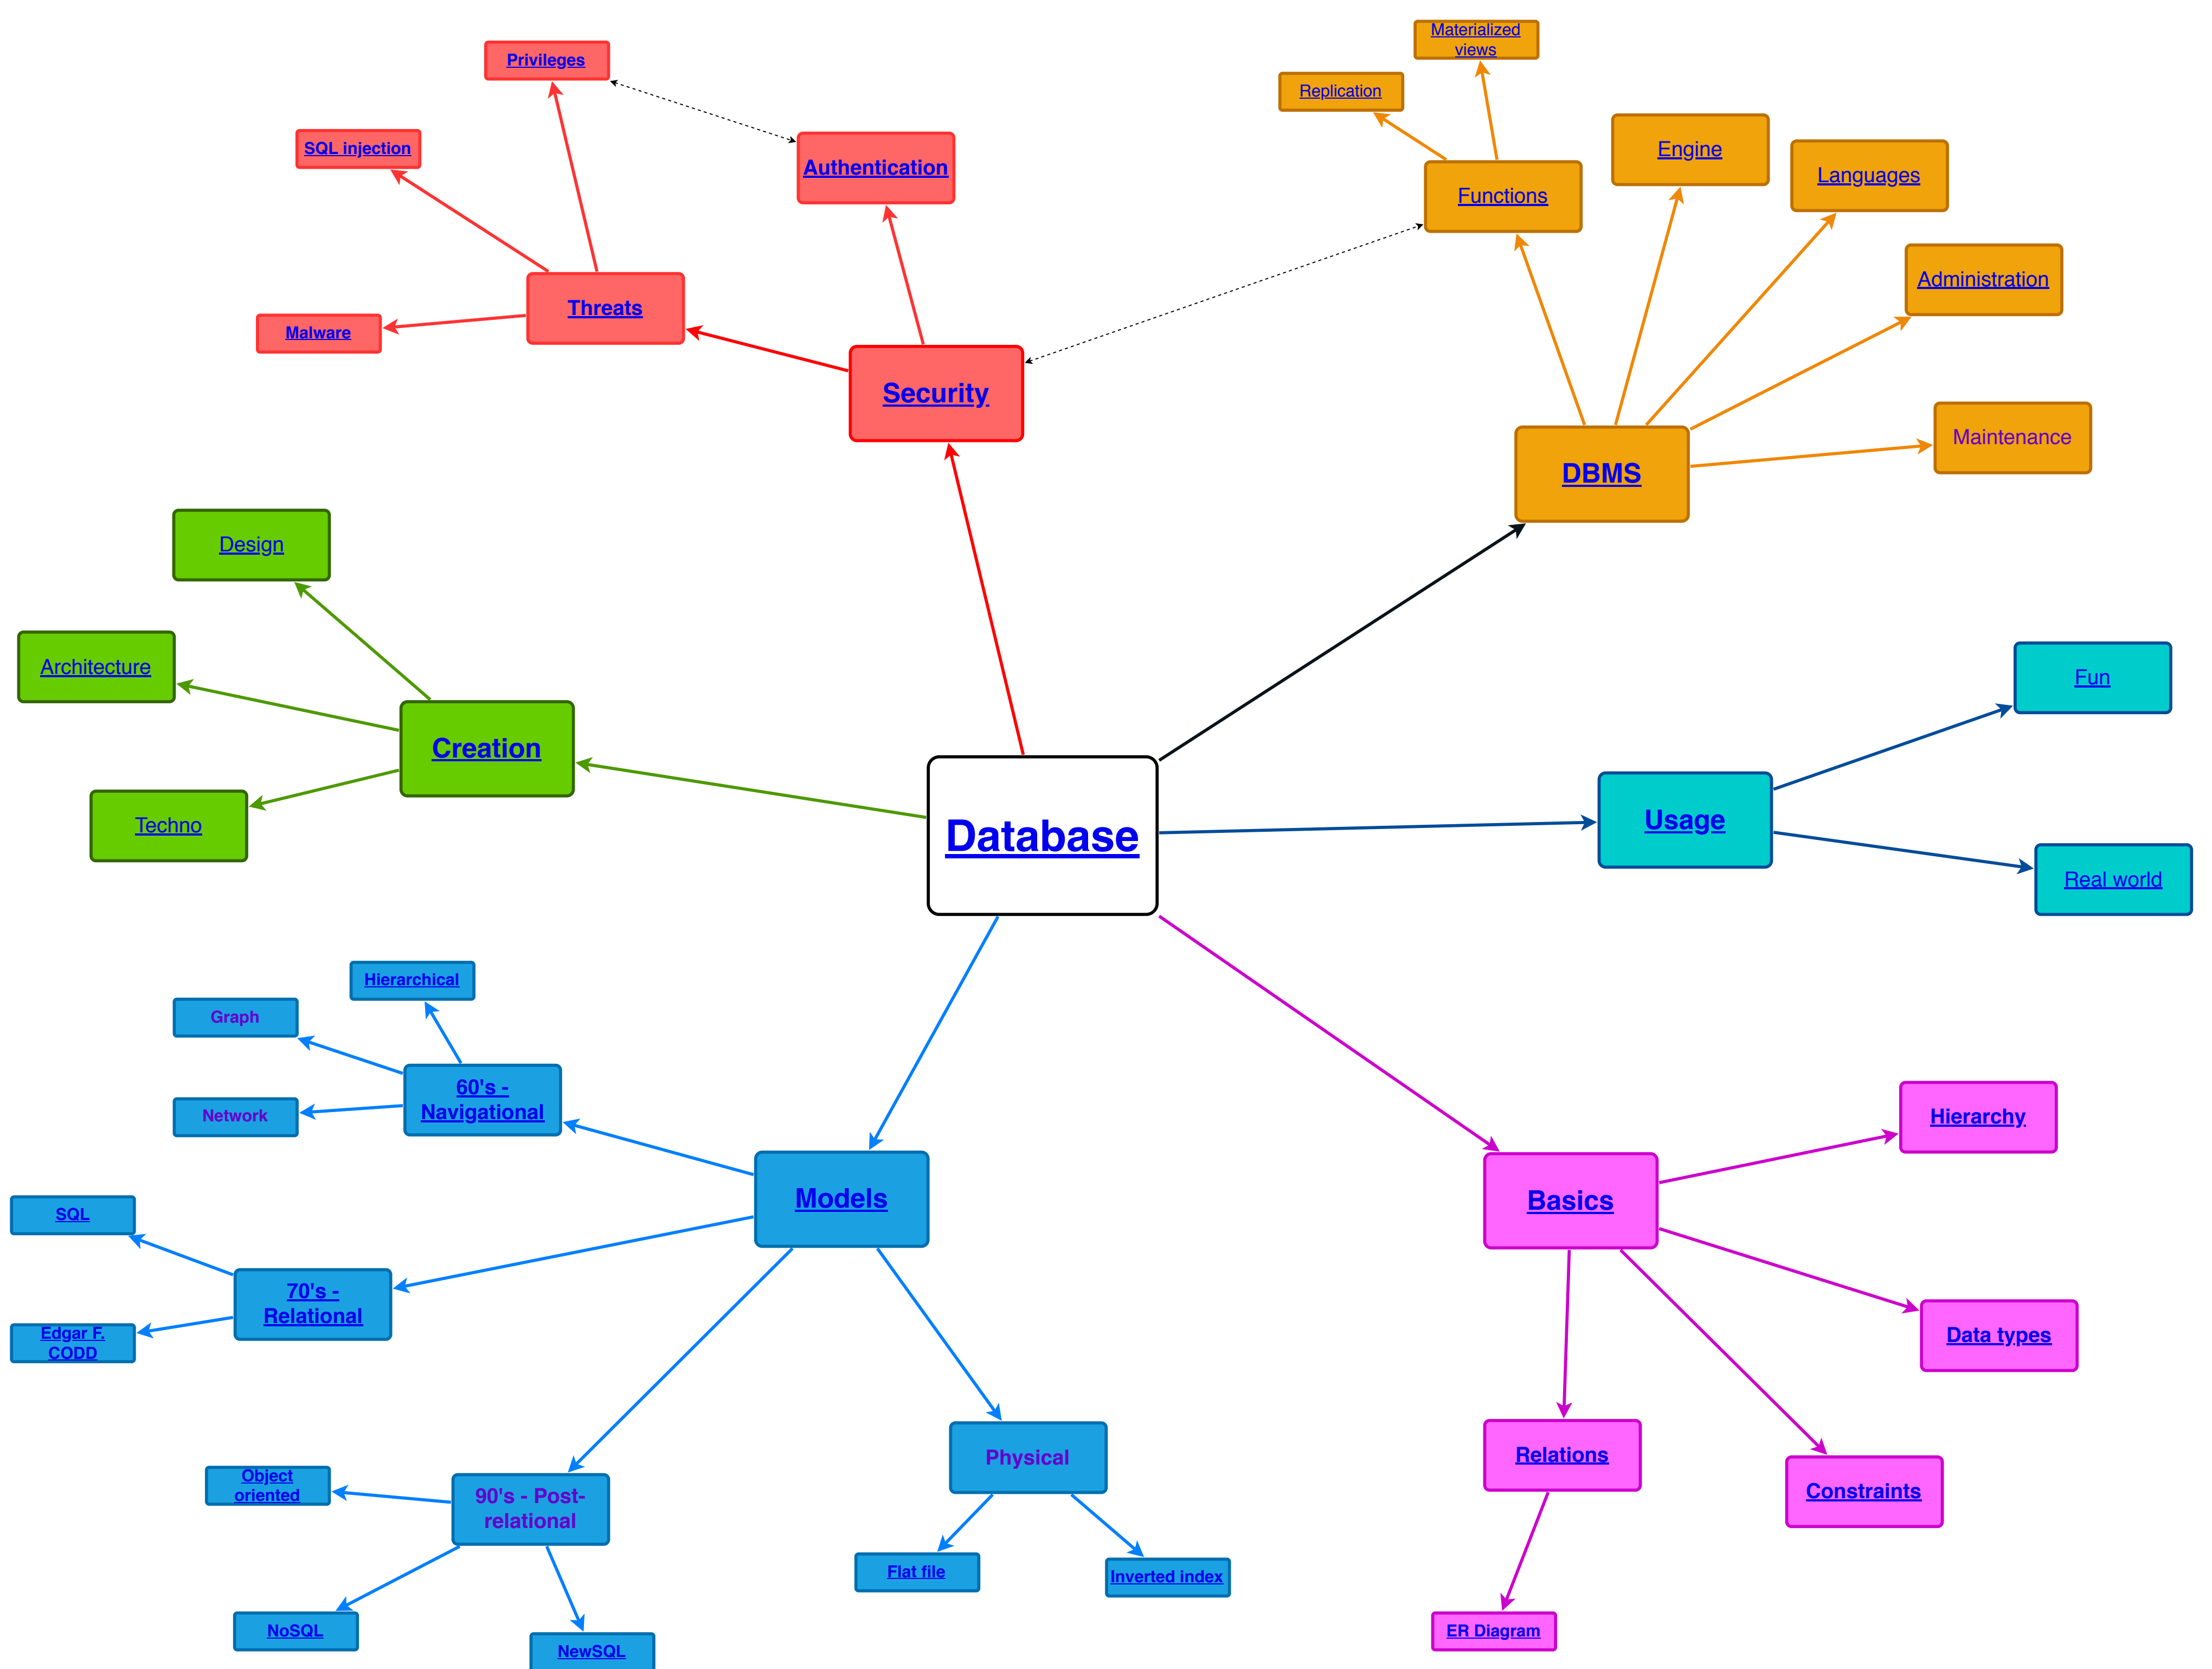 Materialized
views
Privileges
Replication
SQL injection
Authentication
Engine
Languages
Functions
Administration
Threats
Malware
Security
Maintenance
DBMS
Design
Architecture
Fun
Creation
Techno
Database
Usage
Real world
Hierarchical
Graph
60's -
Navigational
Network
Hierarchy
Models
Basics
SQL
70's -
Relational
Edgar F.
CODD
Data types
Physical
Relations
Object
oriented
90's - Post-
relational
Constraints
Flat file
Inverted index
NoSQL
NewSQL
ER Diagram